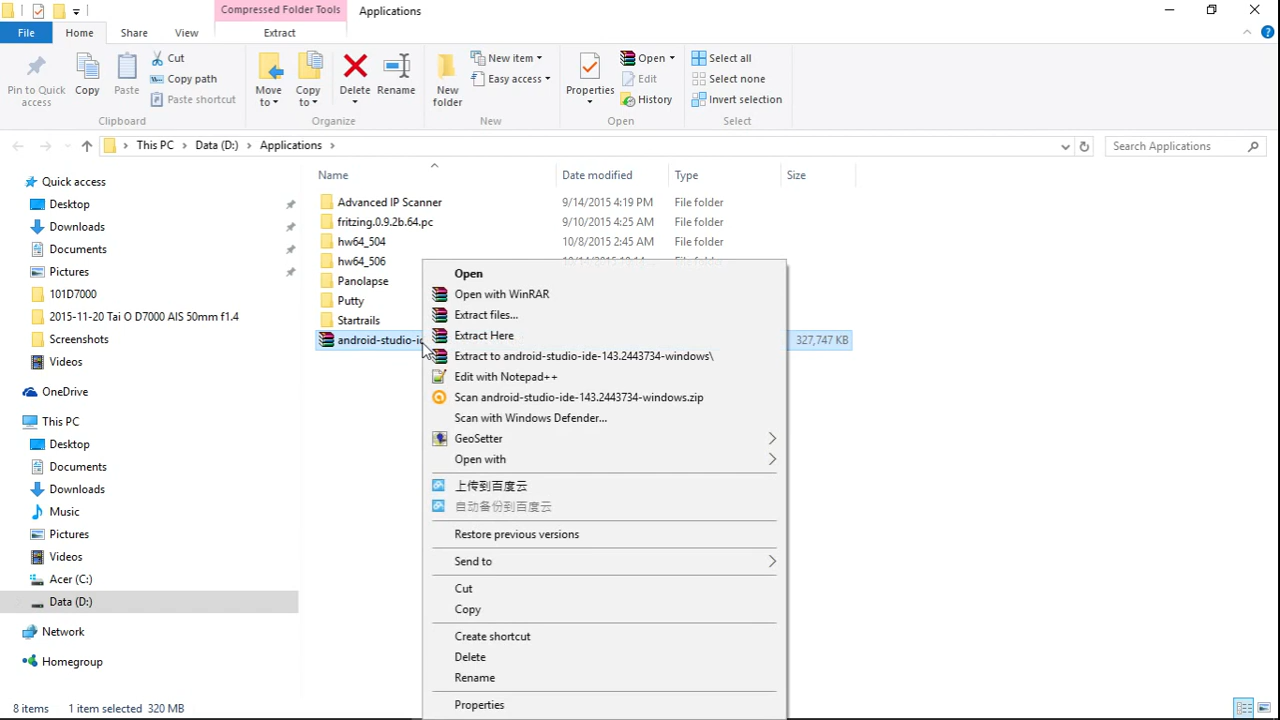 Compressed Folder Tools
Applications
File
Home
Share
View
Extract
Pin to Quick access
Copy
Paste
Cut
Copy path
Paste shortcut
Clipboard
Move to
Copy to
Delete
Rename
Organize
New folder
New item
Easy access
New
Properties
Open
Edit
History
Open
Select all
Select none
Invert selection
Select
This PC
Data (D:)
Applications
Search Applications
Quick access
Desktop
Downloads
Documents
Pictures
101D7000
2015-11-20 Tai O D7000 AIS 50mm f1.4
Screenshots
Videos
OneDrive
This PC
Desktop
Documents
Downloads
Music
Pictures
Videos
Acer (C:)
Data (D:)
Network
Homegroup
Name Date modified Type Size
Advanced IP Scanner 9/14/2015 4:19 PM File folder
fritzing.0.9.2b.64.pc 9/10/2015 4:25 AM File folder
hw64_504 10/8/2015 2:45 AM File folder
hw64_506 File folder
Panolapse
Putty
Startrails
android-studio-id 327,747 KB
Open
Open with WinRAR
Extract files...
Extract Here
Extract to android-studio-ide-143.2443734-windows\
Edit with Notepad++
Scan android-studio-ide-143.2443734-windows.zip
Scan with Windows Defender...
GeoSetter
Open with
上传到百度云
自动备份到百度云
Restore previous versions
Send to
Cut
Copy
Create shortcut
Delete
Rename
Properties
8 items 1 item selected 320 MB